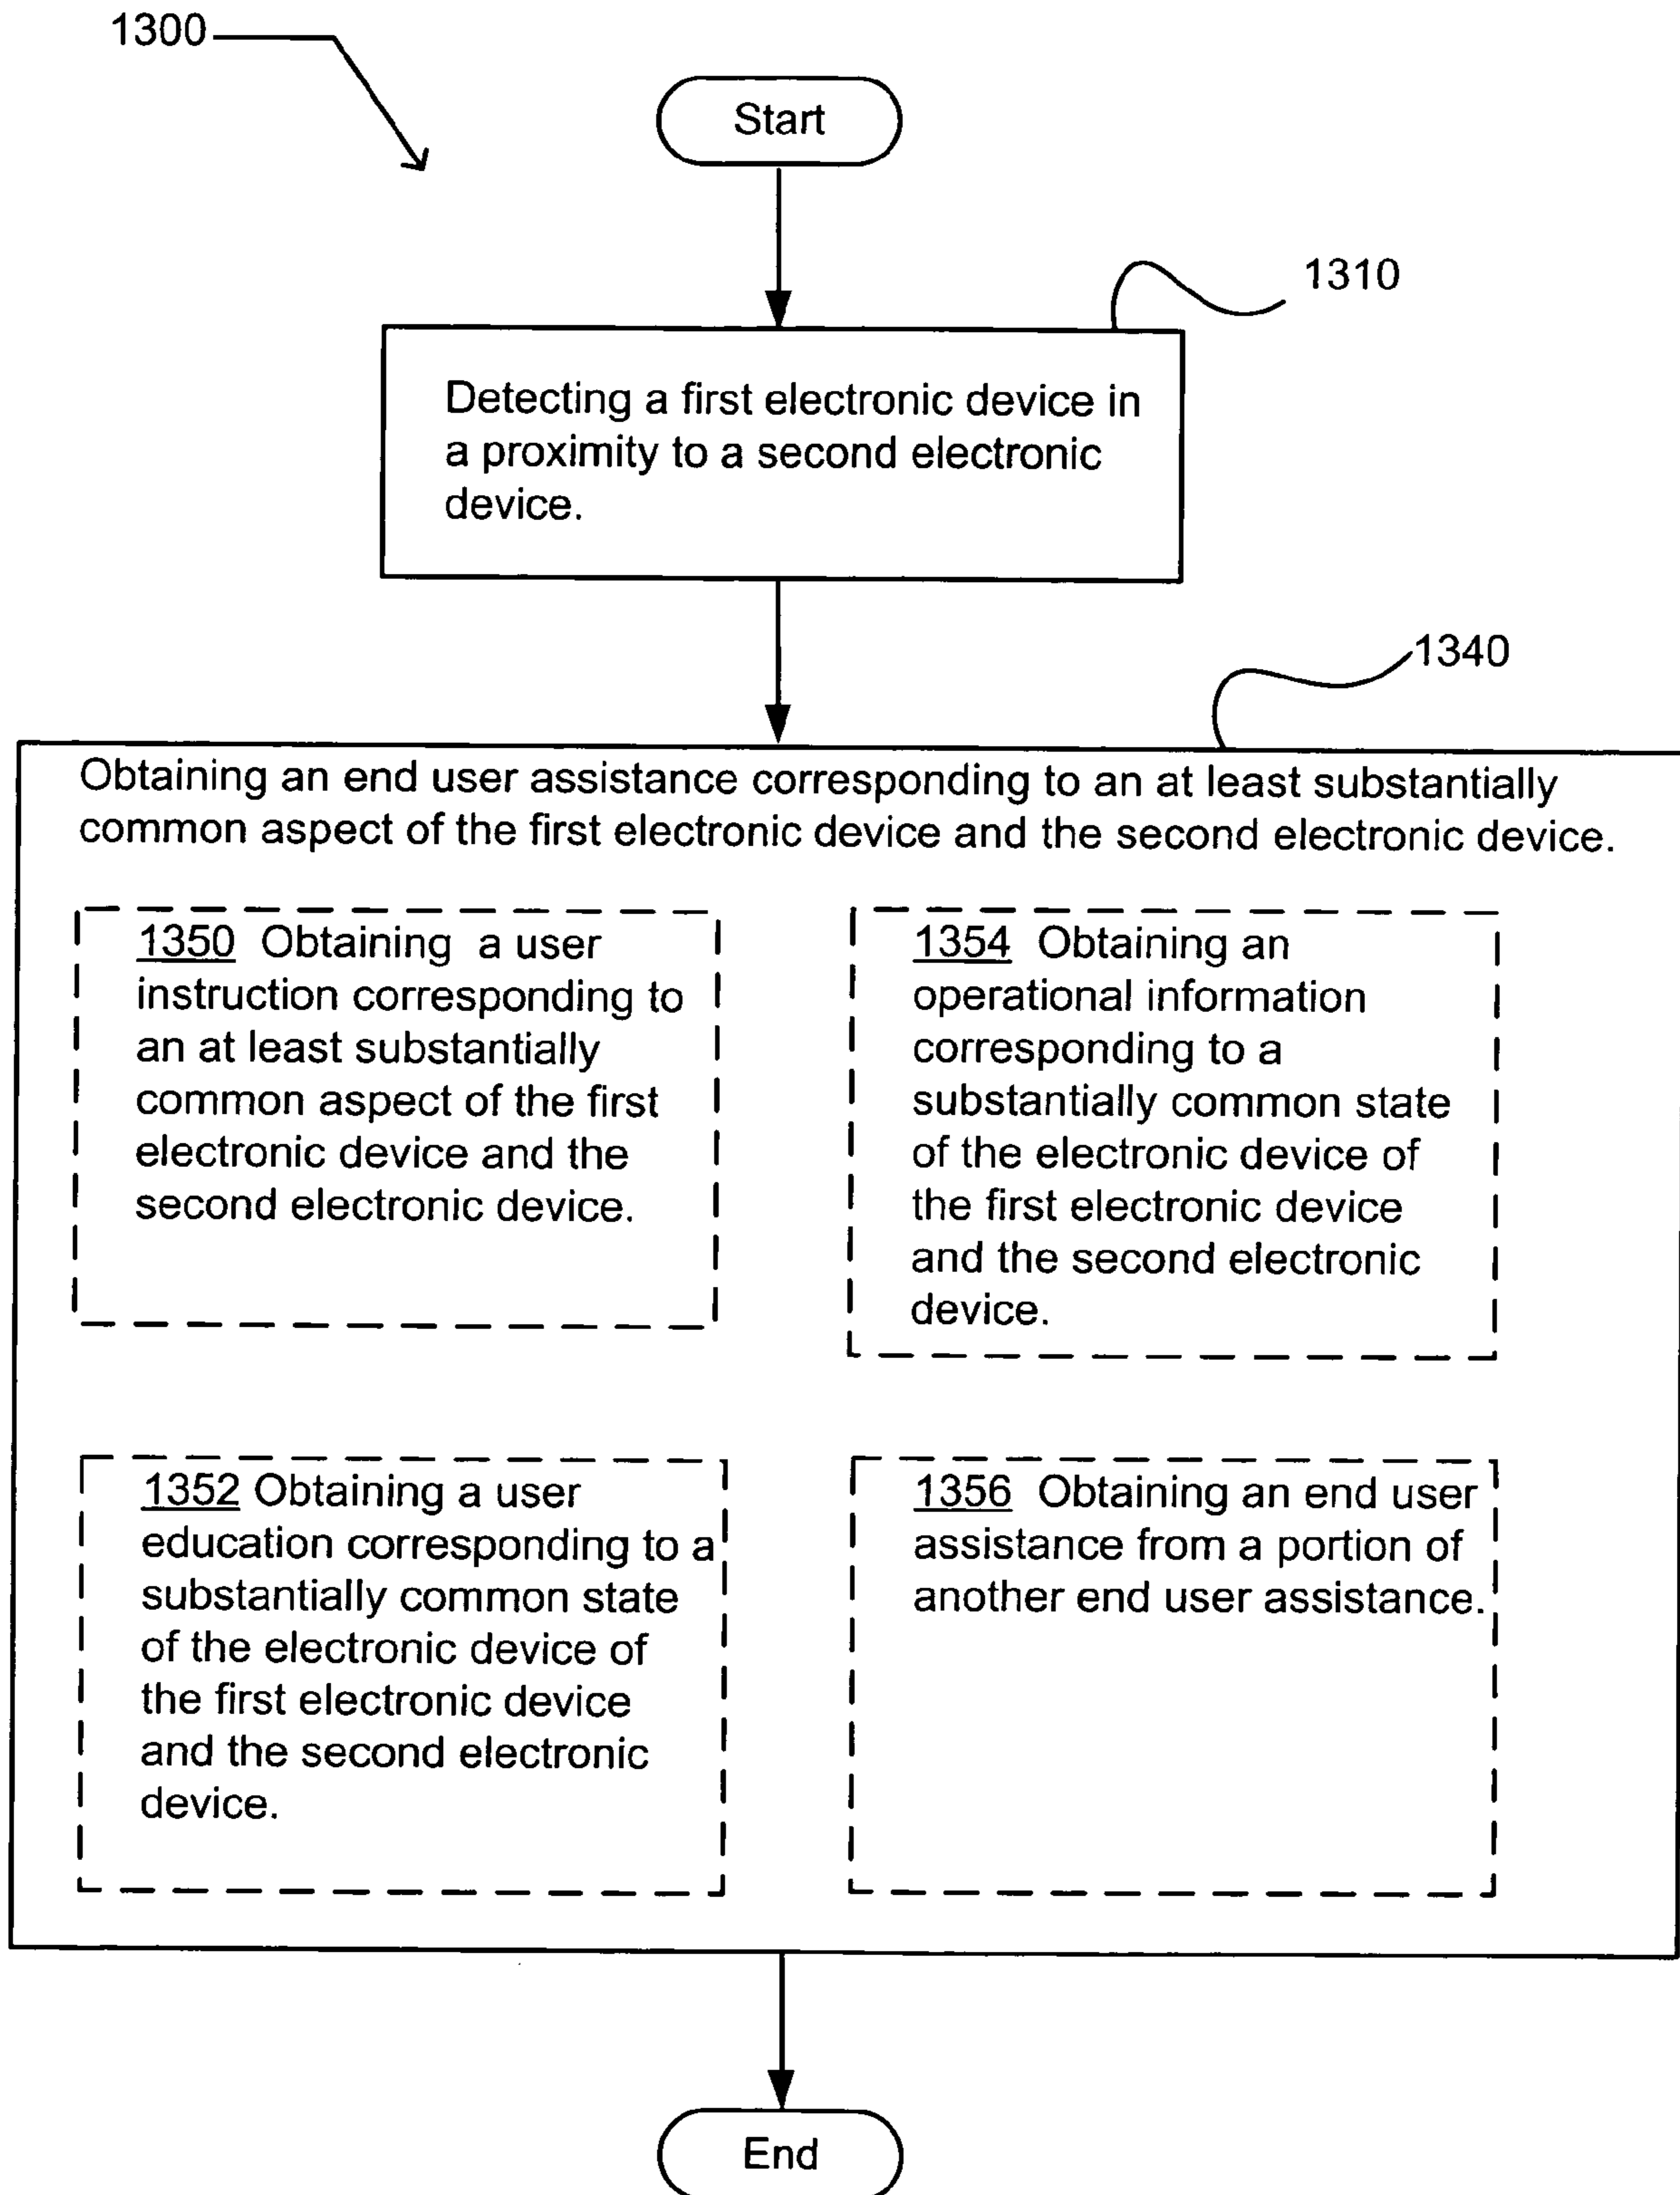 1300
Start
1310
Detecting a first electronic device in
a proximity to a second electronic
device.
1340
Obtaining an end user assistance corresponding to an at least substantially
common aspect of the first electronic device and the second electronic device.
1350 Obtaining a user
instruction corresponding to
an at least substantially
common aspect of the first
electronic device and the
second electronic device.
1354 Obtaining an
operational information
corresponding to a
substantially common state
of the electronic device of
the first electronic device
and the second electronic
device.
1352 Obtaining a user
education corresponding to a
substantially common state
of the electronic device of
the first electronic device
and the second electronic
device.
1356 Obtaining an end user
assistance from a portion of
another end user assistance.
End